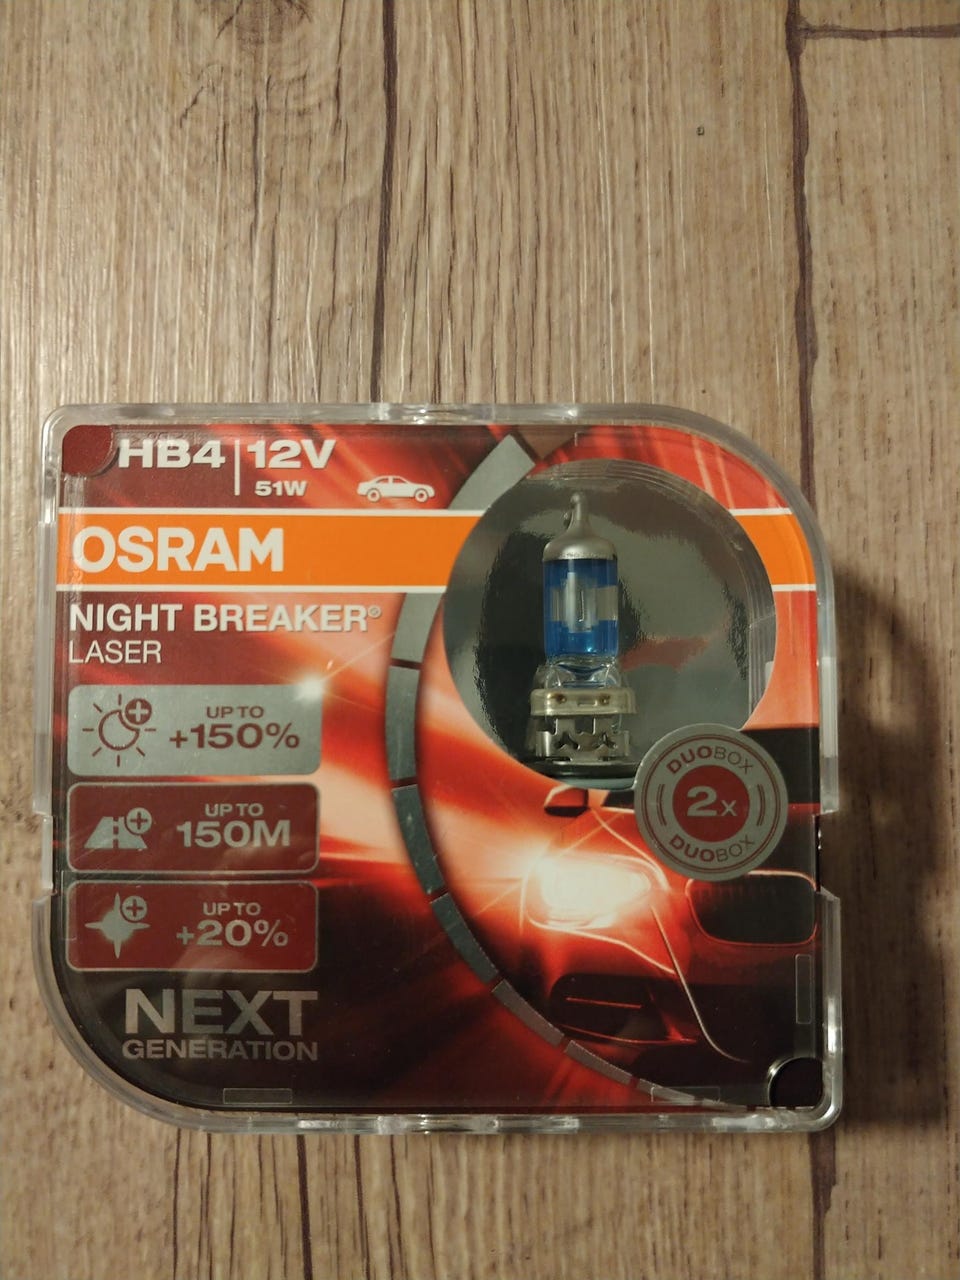 HB4 12V
51W
OSRAM
NIGHT BREAKER®
LASER
UP TO
+150%
UP TO
150M
UP TO
+20%
NEXT
GENERATION
DUOBOX
2x
DUOBOX